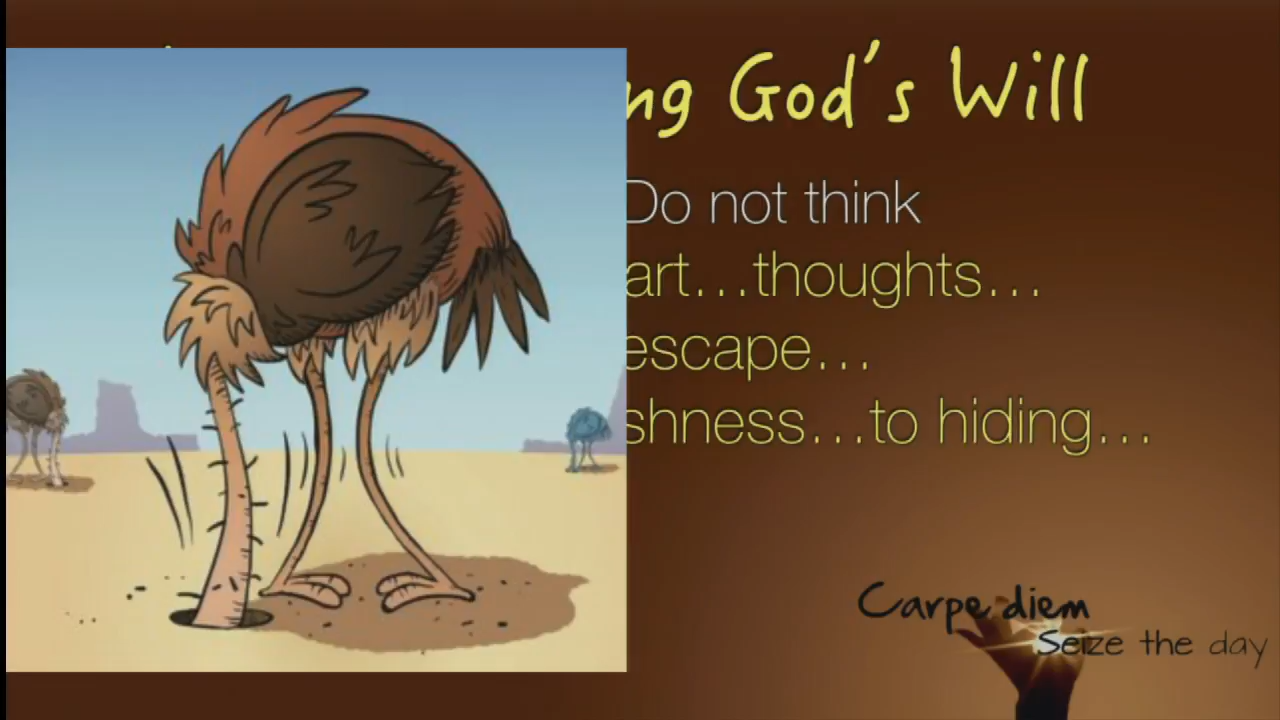 ng God's Will
Do not think
art...thoughts...
escape...
shness...to hiding...
Carpe diem
Seize the day